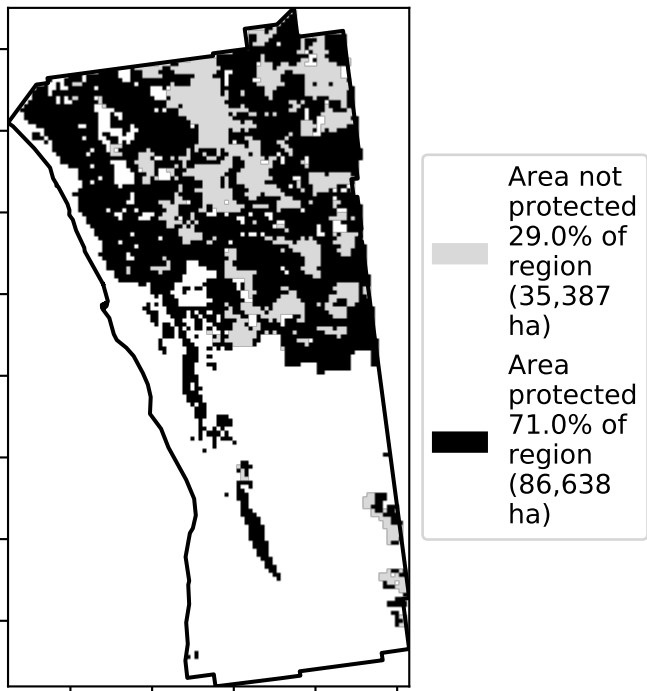 Area not
protected
29.0% of
region
(35,387
ha)
Area
protected
71.0% of
region
(86,638
ha)